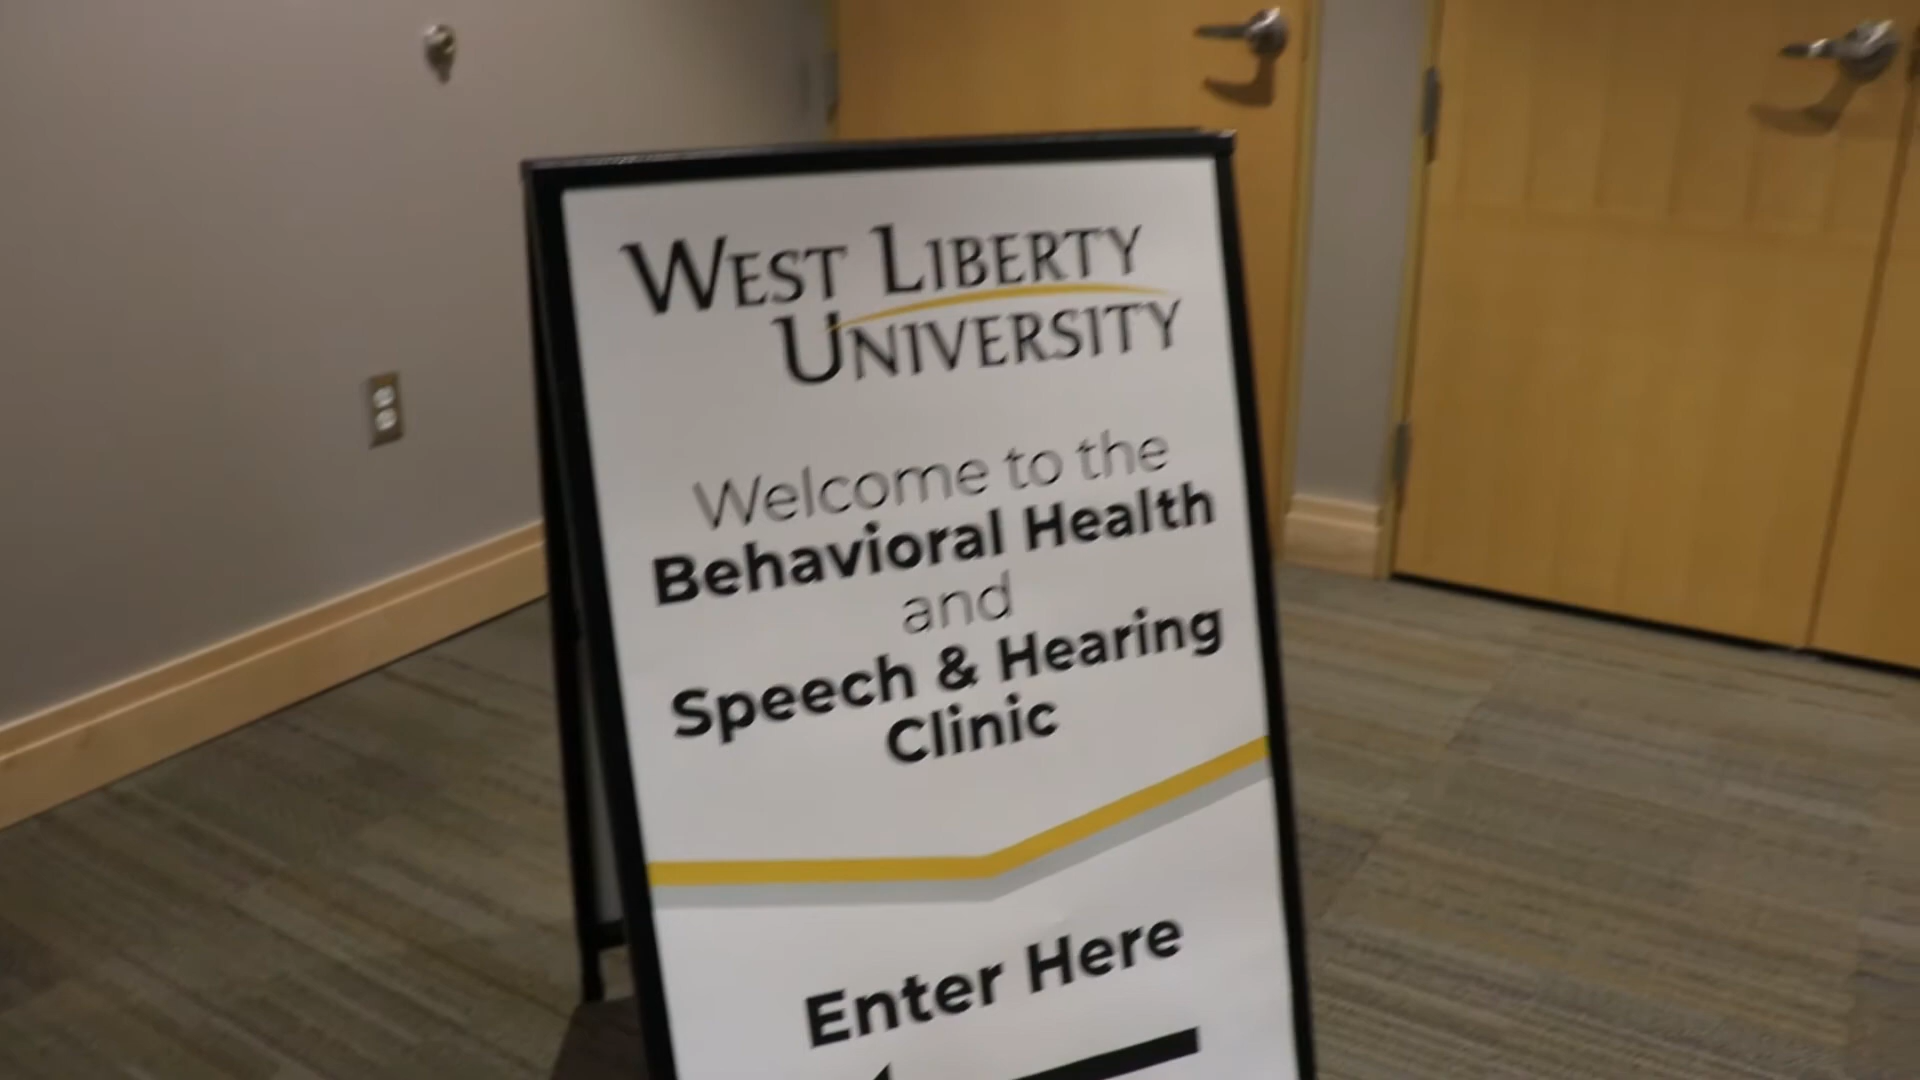 WEST LIBERTY
UNIVERSITY
Welcome to the
Behavioral Health
and
Speech & Hearing
Clinic
Enter Here